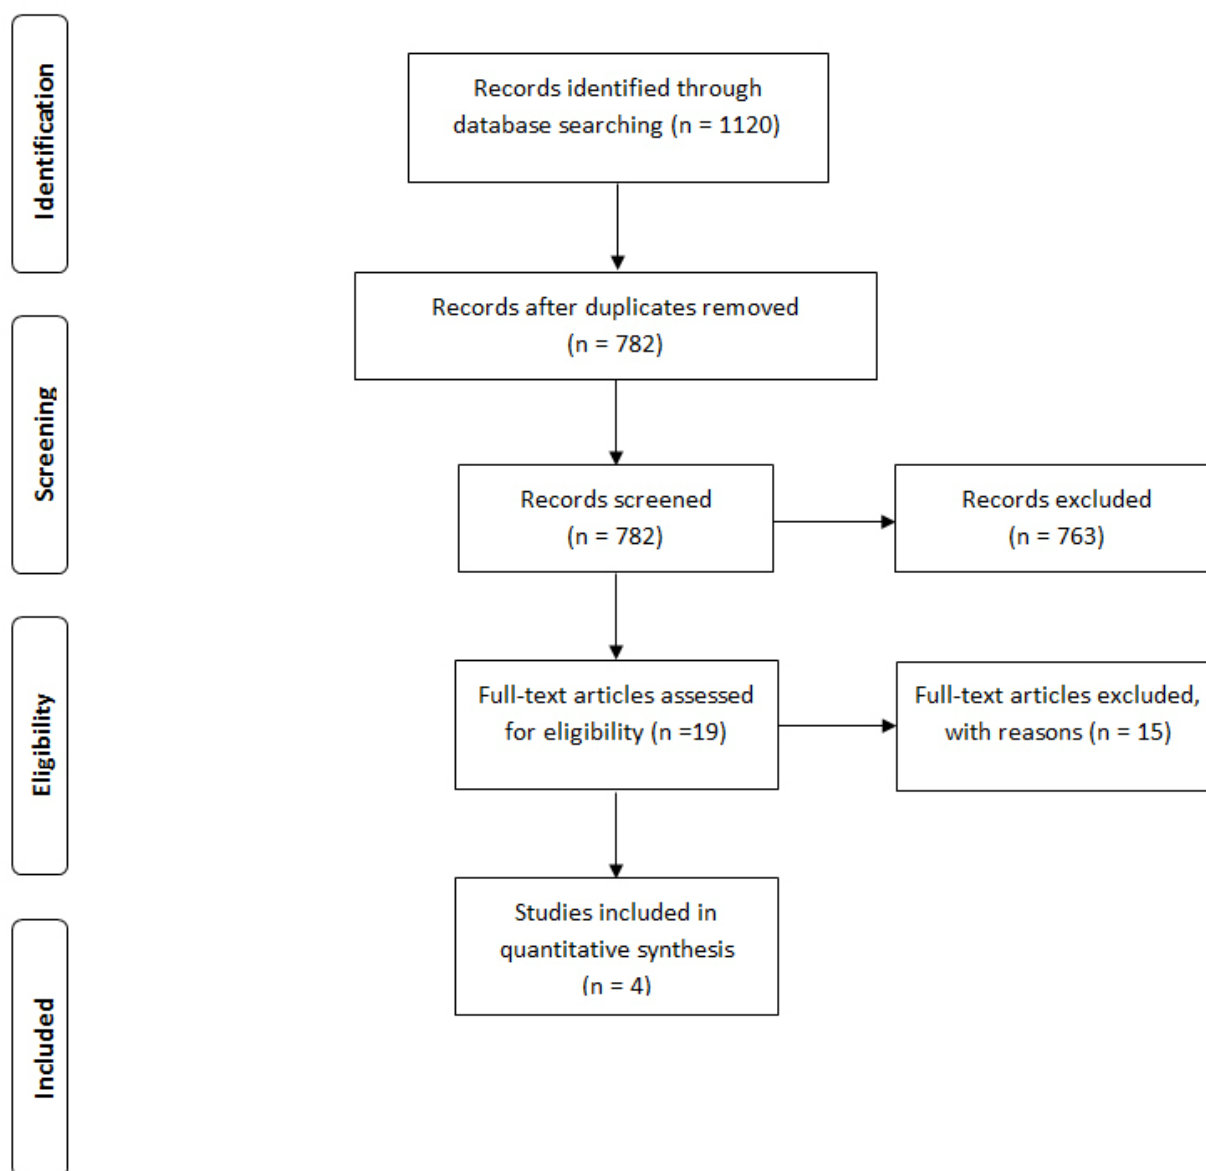 Identification
Records identified through
database searching (n = 1120)
Records after duplicates removed
(n = 782)
Screening
Records screened
(n = 782)
Records excluded
(n = 763)
Eligibility
Full-text articles assessed
for eligibility (n =19)
Full-text articles excluded,
with reasons (n = 15)
Included
Studies included in
quantitative synthesis
(n = 4)